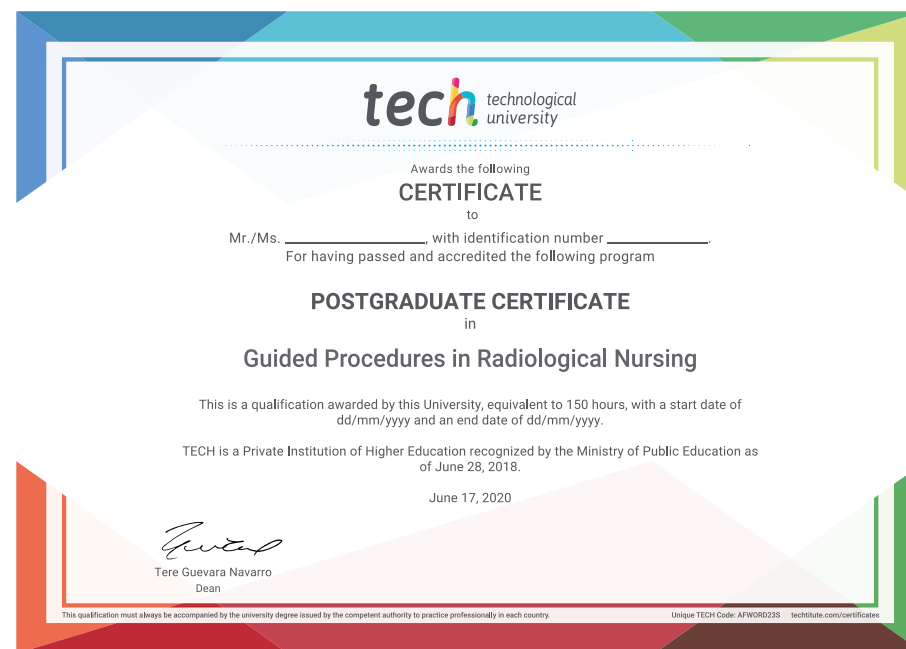 tech technological
university
Awards the following
CERTIFICATE
to
Mr./Ms. ____________________, with identification number ______________.
For having passed and accredited the following program
POSTGRADUATE CERTIFICATE
in
Guided Procedures in Radiological Nursing
This is a qualification awarded by this University, equivalent to 150 hours, with a start date of
dd/mm/yyyy and an end date of dd/mm/yyyy.
TECH is a Private Institution of Higher Education recognized by the Ministry of Public Education as
of June 28, 2018.
June 17, 2020
Tere Guevara Navarro
Dean
This qualification must always be accompanied by the university degree issued by the competent authority to practice professionally in each country.
Unique TECH Code: AFWORD23S techtitute.com/certificates